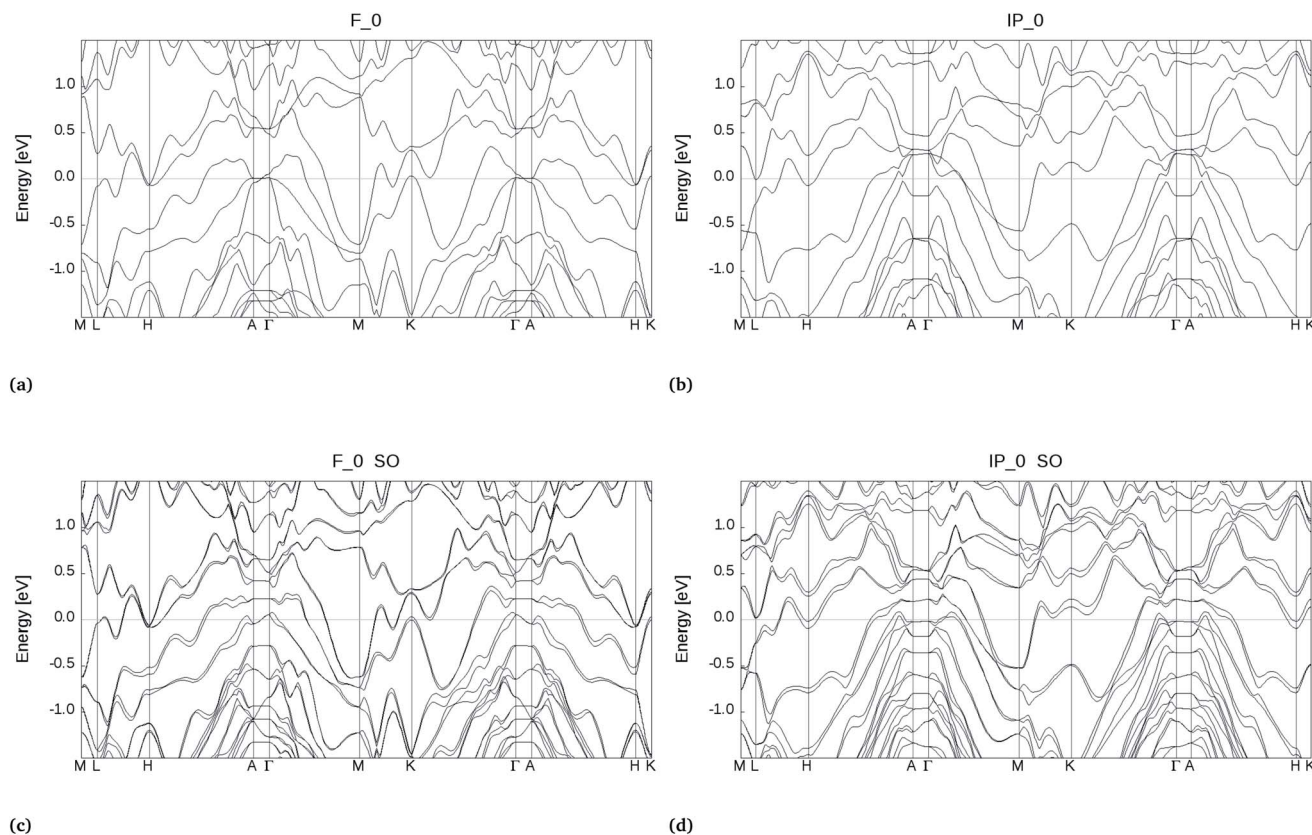 F_0
Energy [eV]
1.0
0.5
0.0
-0.5
-1.0
M L H A Γ M K Γ A H K
(a)
IP_0
Energy [eV]
1.0
0.5
0.0
-0.5
-1.0
M L H A Γ M K Γ A H K
(b)
F_0 SO
Energy [eV]
1.0
0.5
0.0
-0.5
-1.0
M L H A Γ M K Γ A H K
(c)
IP_0 SO
Energy [eV]
1.0
0.5
0.0
-0.5
-1.0
M L H A Γ M K Γ A H K
(d)